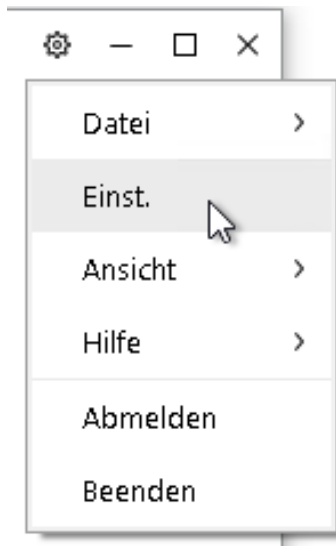 Datei
Einst.
Ansicht
Hilfe
Abmelden
Beenden